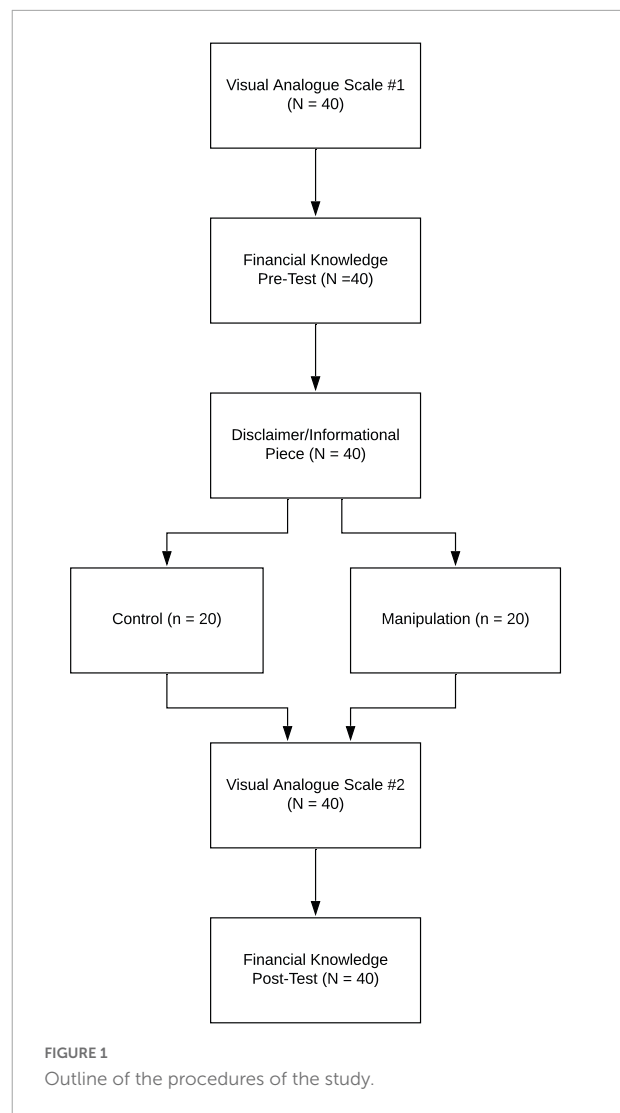 Visual Analogue Scale #1
(N = 40)
Financial Knowledge
Pre-Test (N =40)
Disclaimer/Informational
Piece (N = 40)
Control (n = 20)
Manipulation (n = 20)
Visual Analogue Scale #2
(N = 40)
Financial Knowledge
Post-Test (N = 40)
FIGURE 1
Outline of the procedures of the study.